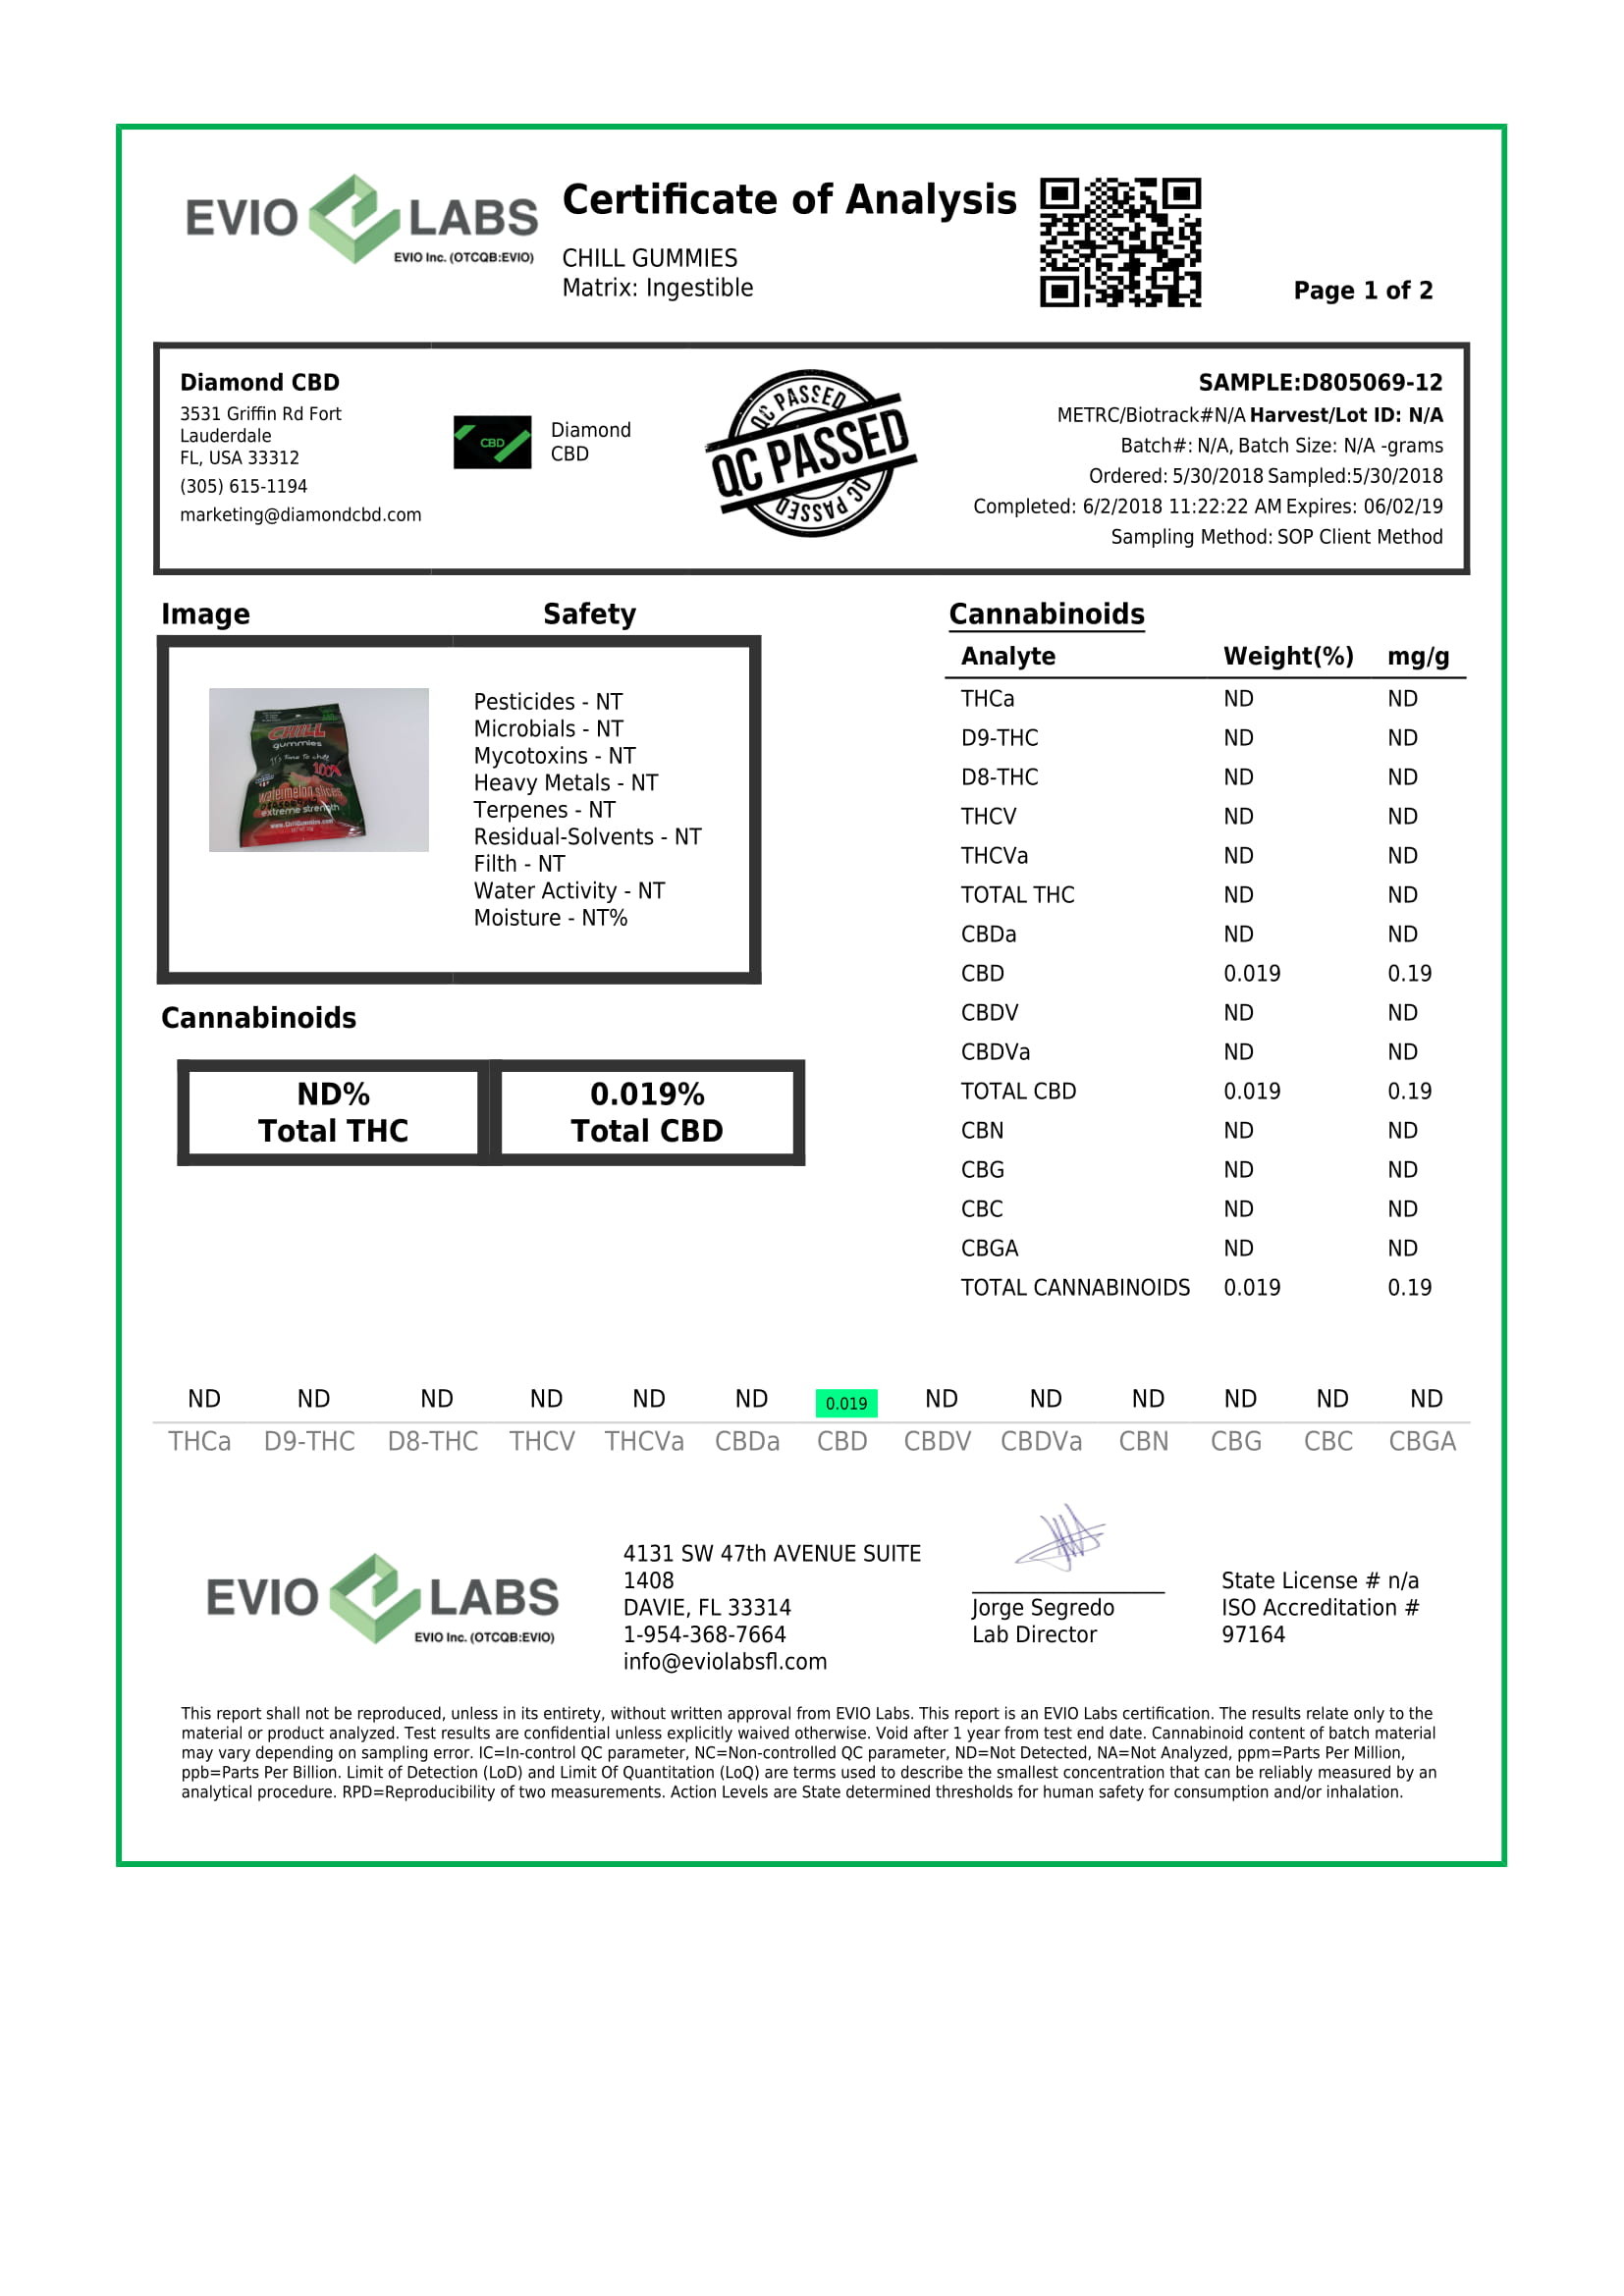 EVIO LABS
EVIO Inc. (OTCQB:EVIO)
Certificate of Analysis
CHILL GUMMIES
Matrix: Ingestible
Page 1 of 2
Diamond CBD
3531 Griffin Rd Fort
Lauderdale
FL, USA 33312
(305) 615-1194
marketing@diamondcbd.com
CBD
Diamond
CBD
QC PASSED
QC PASSED
QC PASSED
SAMPLE:D805069-12
METRC/Biotrack#N/A Harvest/Lot ID: N/A
Batch#: N/A, Batch Size: N/A -grams
Ordered: 5/30/2018 Sampled:5/30/2018
Completed: 6/2/2018 11:22:22 AM Expires: 06/02/19
Sampling Method: SOP Client Method
Image
Safety
CHILL
gummies
it's Time to chill
100%
watermelon slices
extreme strength
Pesticides - NT
Microbials - NT
Mycotoxins - NT
Heavy Metals - NT
Terpenes - NT
Residual-Solvents - NT
Filth - NT
Water Activity - NT
Moisture - NT%
Cannabinoids
ND%
Total THC
0.019%
Total CBD
Cannabinoids
Analyte Weight(%) mg/g
THCa ND ND
D9-THC ND ND
D8-THC ND ND
THCV ND ND
THCVa ND ND
TOTAL THC ND ND
CBDa ND ND
CBD 0.019 0.19
CBDV ND ND
CBDVa ND ND
TOTAL CBD 0.019 0.19
CBN ND ND
CBG ND ND
CBC ND ND
CBGA ND ND
TOTAL CANNABINOIDS 0.019 0.19
ND ND ND ND ND ND 0.019 ND ND ND ND ND ND
THCa D9-THC D8-THC THCV THCVa CBDa CBD CBDV CBDVa CBN CBG CBC CBGA
EVIO LABS
EVIO Inc. (OTCQB:EVIO)
4131 SW 47th AVENUE SUITE
1408
DAVIE, FL 33314
1-954-368-7664
info@eviolabsfl.com
Jorge Segredo
Lab Director
State License # n/a
ISO Accreditation #
97164
This report shall not be reproduced, unless in its entirety, without written approval from EVIO Labs. This report is an EVIO Labs certification. The results relate only to the
material or product analyzed. Test results are confidential unless explicitly waived otherwise. Void after 1 year from test end date. Cannabinoid content of batch material
may vary depending on sampling error. IC=In-control QC parameter, NC=Non-controlled QC parameter, ND=Not Detected, NA=Not Analyzed, ppm=Parts Per Million,
ppb=Parts Per Billion. Limit of Detection (LoD) and Limit Of Quantitation (LoQ) are terms used to describe the smallest concentration that can be reliably measured by an
analytical procedure. RPD=Reproducibility of two measurements. Action Levels are State determined thresholds for human safety for consumption and/or inhalation.